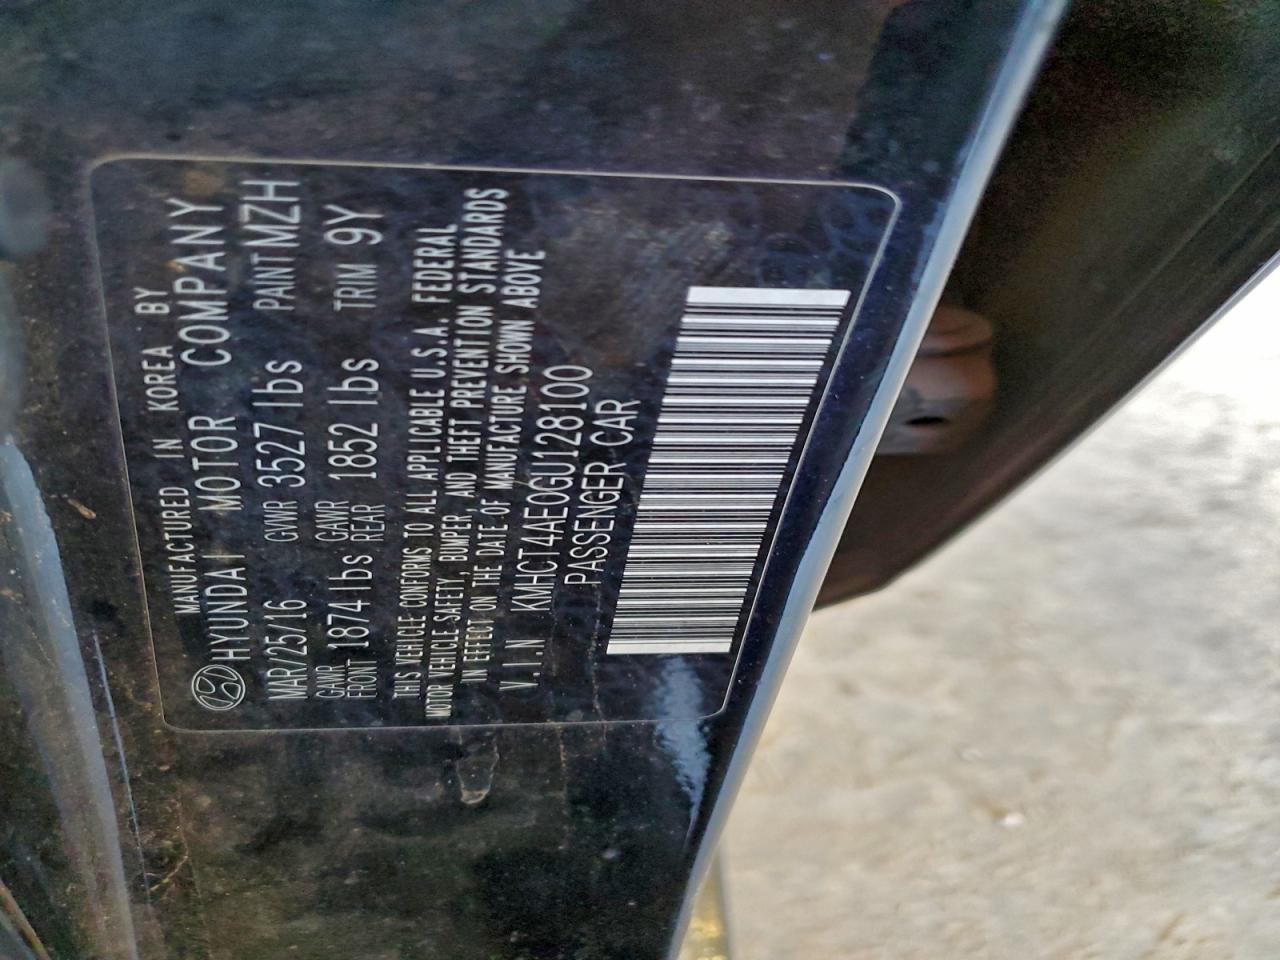 MANUFACTURED IN KOREA BY
HYUNDAI MOTOR COMPANY
MAR/25/16 GVWR 3527 lbs PAINT MZH
GAWR FRONT 1874 lbs GAWR REAR 1852 lbs TRIM 9Y
THIS VEHICLE CONFORMS TO ALL APPLICABLE U.S.A. FEDERAL
MOTOR VEHICLE SAFETY, BUMPER, AND THEFT PREVENTION STANDARDS
IN EFFECT ON THE DATE OF MANUFACTURE SHOWN ABOVE
V.I.N KMHCT4AE0GU128100
PASSENGER CAR